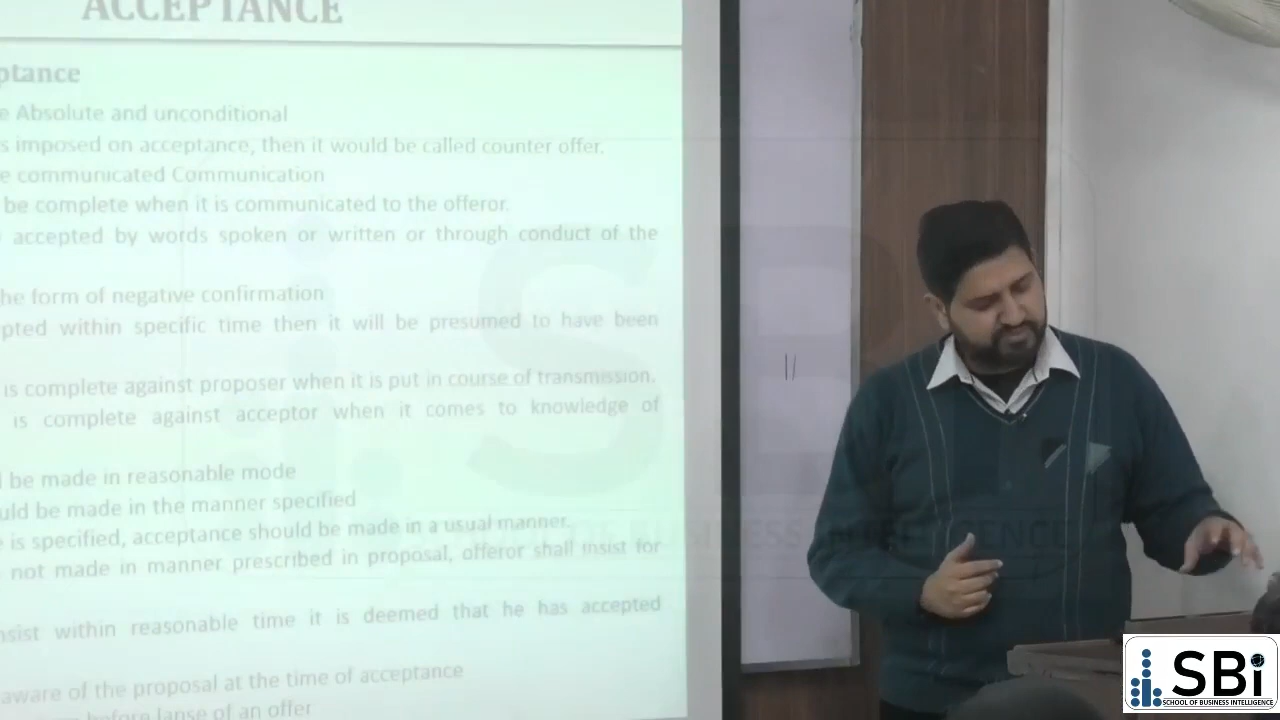 ACCEPTANCE
ptance
e Absolute and unconditional
s imposed on acceptance, then it would be called counter offer.
e communicated Communication
be complete when it is communicated to the offeror.
accepted by words spoken or written or through conduct of the
he form of negative confirmation
pted within specific time then it will be presumed to have been
is complete against proposer when it is put in course of transmission.
is complete against acceptor when it comes to knowledge of
l be made in reasonable mode
uld be made in the manner specified
e is specified, acceptance should be made in a usual manner.
not made in manner prescribed in proposal, offeror shall insist for
nsist within reasonable time it is deemed that he has accepted
aware of the proposal at the time of acceptance
before lapse of an offer
SBi
SCHOOL OF BUSINESS INTELLIGENCE